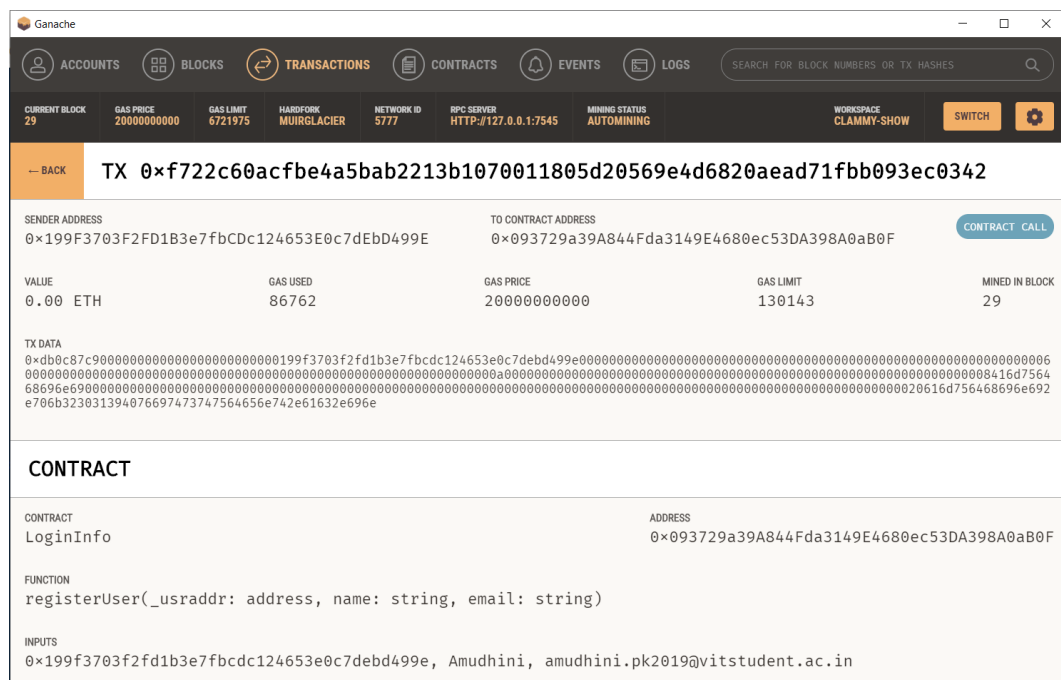 Ganache
ACCOUNTS BLOCKS TRANSACTIONS CONTRACTS EVENTS LOGS SEARCH FOR BLOCK NUMBERS OR TX HASHES
CURRENT BLOCK GAS PRICE GAS LIMIT HARDFORK NETWORK ID RPC SERVER MINING STATUS WORKSPACE
29 20000000000 6721975 MUIRGLACIER 5777 HTTP://127.0.0.1:7545 AUTOMINING CLAMMY-SHOW SWITCH
← BACK TX 0×f722c60acfbe4a5bab2213b1070011805d20569e4d6820aead71fbb093ec0342
SENDER ADDRESS TO CONTRACT ADDRESS
0×199F3703F2FD1B3e7fbCDc124653E0c7dEbD499E 0×093729a39A844Fda3149E4680ec53DA398A0aB0F CONTRACT CALL
VALUE GAS USED GAS PRICE GAS LIMIT MINED IN BLOCK
0.00 ETH 86762 20000000000 130143 29
TX DATA
e706b323031394076697473747564656e742e61632e696e
CONTRACT
CONTRACT ADDRESS
LoginInfo 0×093729a39A844Fda3149E4680ec53DA398A0aB0F
FUNCTION
registerUser(_usraddr: address, name: string, email: string)
INPUTS
0×199f3703f2fd1b3e7fbcdc124653e0c7debd499e, Amudhini, amudhini.pk2019@vitstudent.ac.in